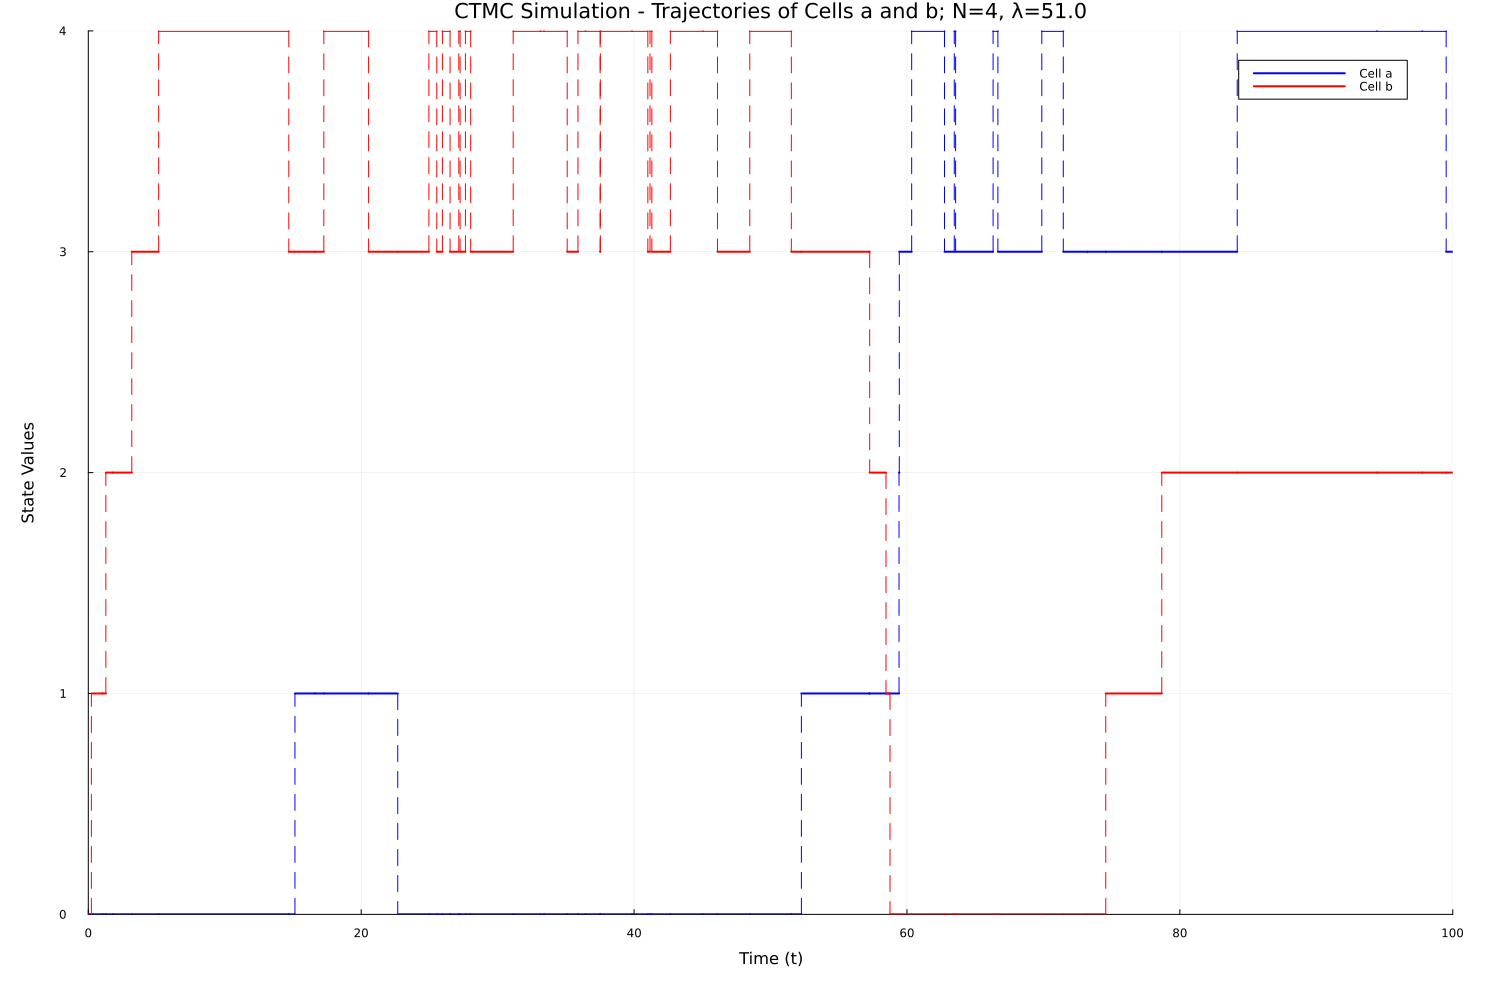 CTMC Simulation - Trajectories of Cells a and b; N=4, λ=51.0
4
Cell a
Cell b
3
State Values
2
1
0
0 20 40 60 80 100
Time (t)